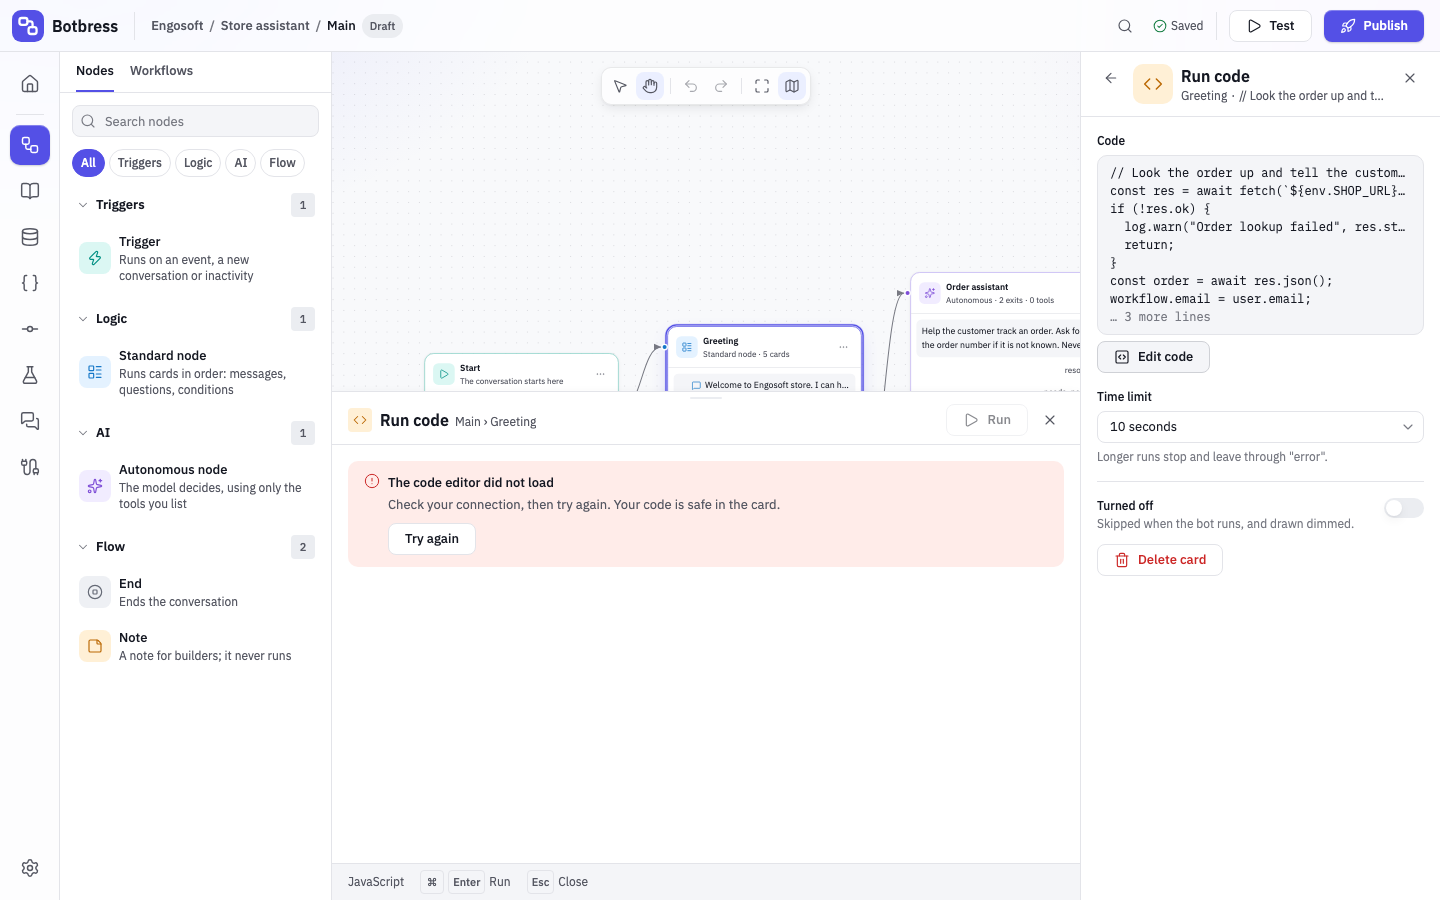 Botbress
Engosoft / Store assistant / Main
Draft
Saved
Test
Publish
Nodes
Workflows
Search nodes
All
Triggers
Logic
AI
Flow
Triggers
1
Trigger
Runs on an event, a new
conversation or inactivity
Logic
1
Standard node
Runs cards in order: messages,
questions, conditions
AI
1
Autonomous node
The model decides, using only the
tools you list
Flow
2
End
Ends the conversation
Note
A note for builders; it never runs
Start
The conversation starts here
Greeting
Standard node · 5 cards
Welcome to Engosoft store. I can h...
Order assistant
Autonomous · 2 exits · 0 tools
Help the customer track an order. Ask fo
the order number if it is not known. Neve
Run code
Main › Greeting
Run
The code editor did not load
Check your connection, then try again. Your code is safe in the card.
Try again
JavaScript
⌘
Enter
Run
Esc
Close
Run code
Greeting · // Look the order up and t...
Code
// Look the order up and tell the custom…
const res = await fetch(`${env.SHOP_URL}…
if (!res.ok) {
log.warn("Order lookup failed", res.st…
return;
}
const order = await res.json();
workflow.email = user.email;
… 3 more lines
Edit code
Time limit
10 seconds
Longer runs stop and leave through "error".
Turned off
Skipped when the bot runs, and drawn dimmed.
Delete card